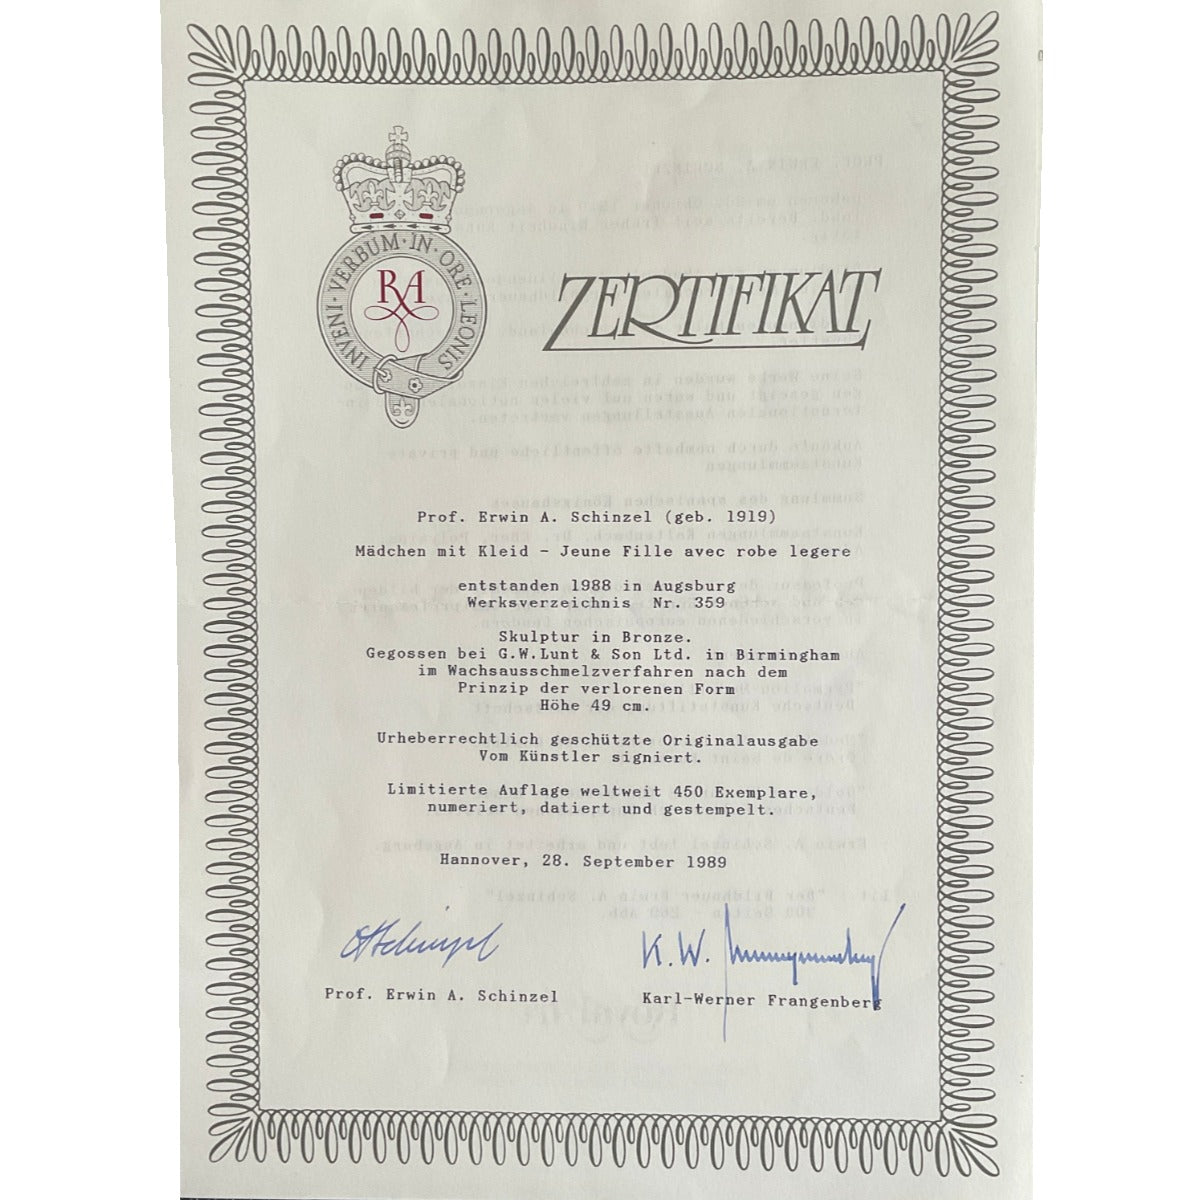 INVENI · VERBUM · IN · ORE · LEONIS
RA
ZERTIFIKAT
Prof. Erwin A. Schinzel (geb. 1919)
Mädchen mit Kleid - Jeune Fille avec robe legere
entstanden 1988 in Augsburg
Werksverzeichnis Nr. 359
Skulptur in Bronze.
Gegossen bei G.W.Lunt & Son Ltd. in Birmingham
im Wachsausschmelzverfahren nach dem
Prinzip der verlorenen Form
Höhe 49 cm.
Urheberrechtlich geschützte Originalausgabe
Vom Künstler signiert.
Limitierte Auflage weltweit 450 Exemplare,
numeriert, datiert und gestempelt.
Hannover, 28. September 1989
K. W.
Prof. Erwin A. Schinzel
Karl-Werner Frangenberg